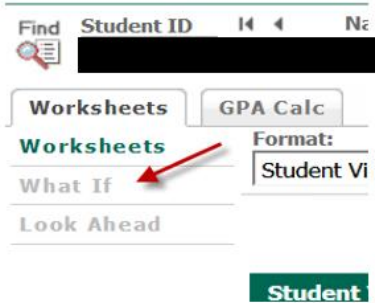 Find Student ID Na
Worksheets GPA Calc
Worksheets Format:
What If Student Vi
Look Ahead
Student